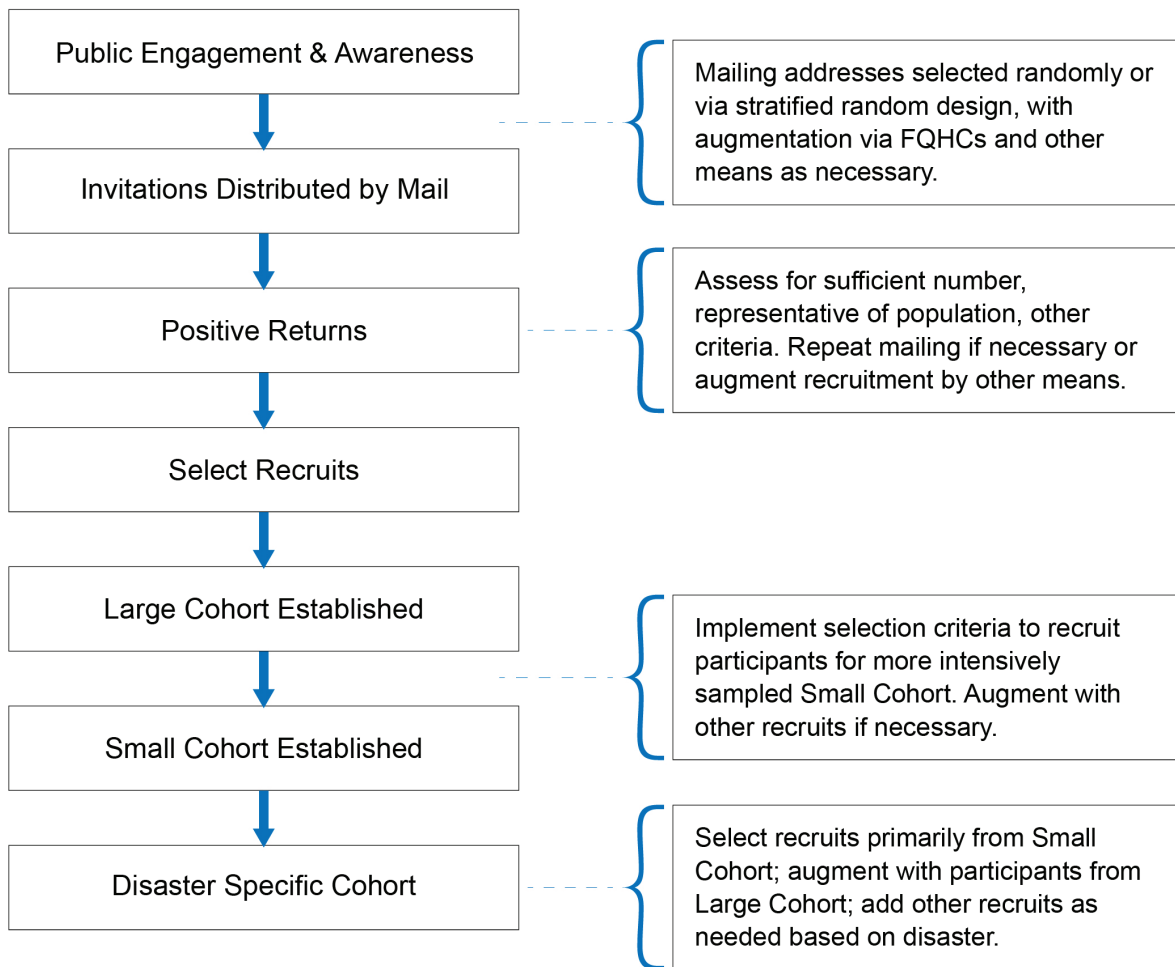 Public Engagement & Awareness
Mailing addresses selected randomly or
via stratified random design, with
augmentation via FQHCs and other
means as necessary.
Invitations Distributed by Mail
Positive Returns
Assess for sufficient number,
representative of population, other
criteria. Repeat mailing if necessary or
augment recruitment by other means.
Select Recruits
Large Cohort Established
Implement selection criteria to recruit
participants for more intensively
sampled Small Cohort. Augment with
other recruits if necessary.
Small Cohort Established
Disaster Specific Cohort
Select recruits primarily from Small
Cohort; augment with participants from
Large Cohort; add other recruits as
needed based on disaster.